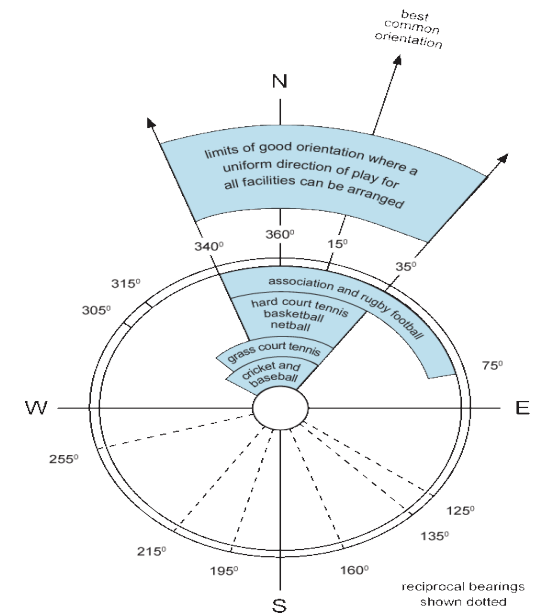 best
common
orientation
N
limits of good orientation where a
uniform direction of play for
all facilities can be arranged
340⁰
360⁰
15⁰
35⁰
315⁰
305⁰
association and rugby football
hard court tennis
basketball
netball
grass court tennis
cricket and
baseball
75⁰
W
E
255⁰
125⁰
135⁰
215⁰
195⁰
160⁰
S
reciprocal bearings
shown dotted